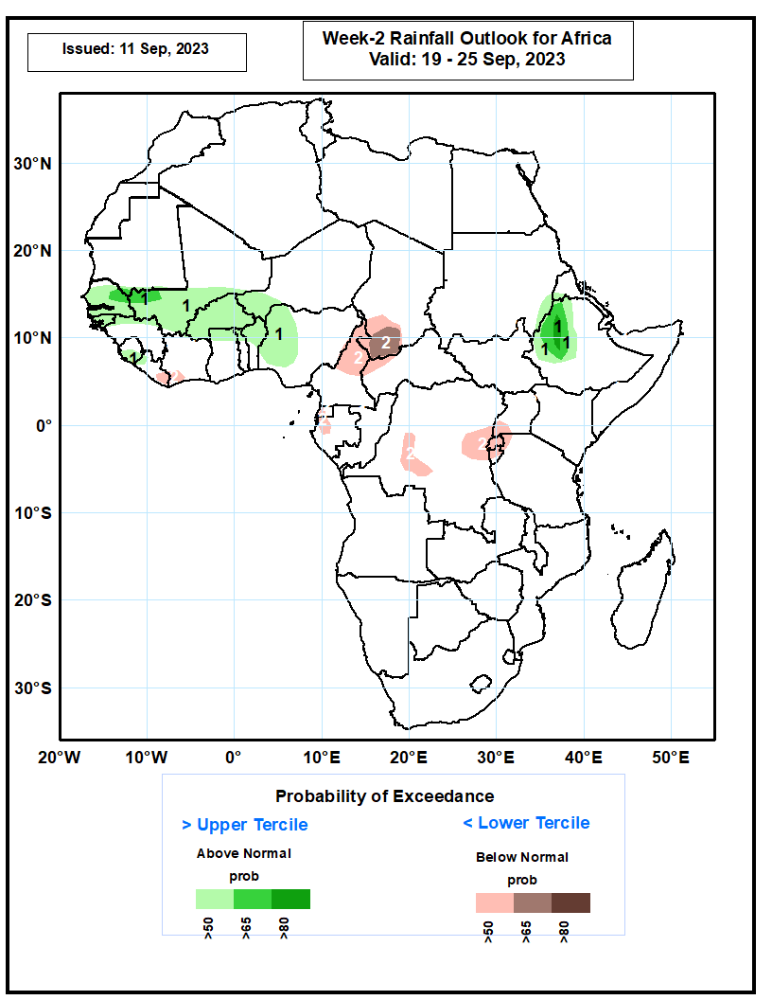 Issued: 11 Sep, 2023
Week-2 Rainfall Outlook for Africa
Valid: 19 - 25 Sep, 2023
30°N
20°N
1
1
1
10°N
1
2
1
1
1
2
1
2
0°
2
2
2
10°S
20°S
30°S
20°W 10°W 0° 10°E 20°E 30°E 40°E 50°E
Probability of Exceedance
> Upper Tercile
< Lower Tercile
Above Normal
Below Normal
prob
prob
>50 >65 >80
>50 >65 >80